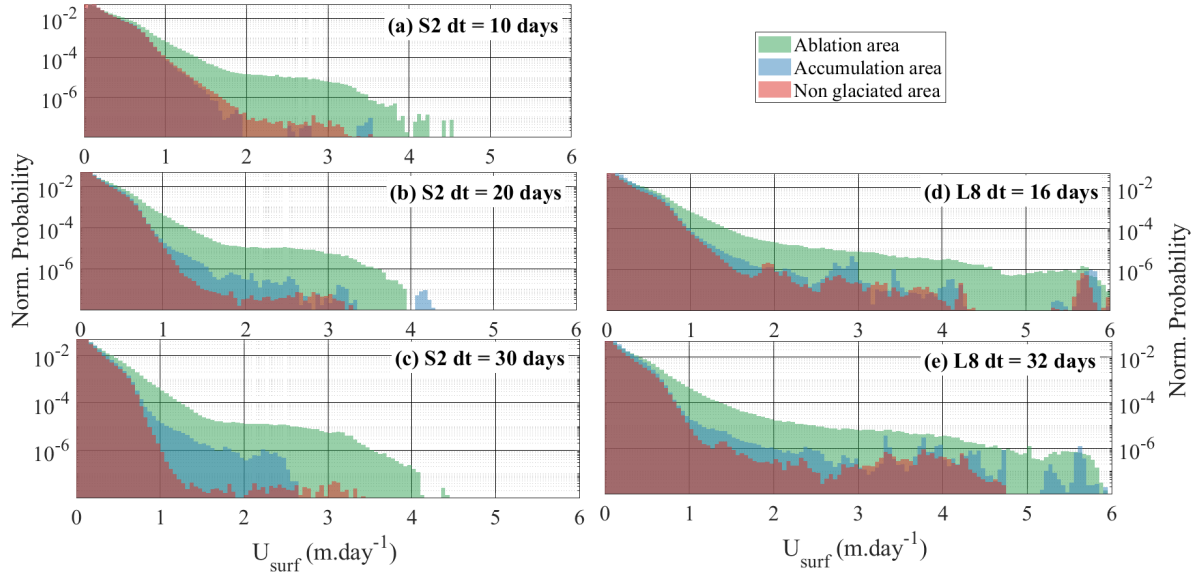 (a) S2 dt = 10 days
10^-2
10^-4
10^-6
0 1 2 3 4 5 6
Ablation area
Accumulation area
Non glaciated area
(b) S2 dt = 20 days
10^-2
10^-4
10^-6
0 1 2 3 4 5 6
(c) S2 dt = 30 days
10^-2
10^-4
10^-6
0 1 2 3 4 5 6
Norm. Probability
U_surf (m.day^-1)
(d) L8 dt = 16 days
10^-2
10^-4
10^-6
0 1 2 3 4 5 6
(e) L8 dt = 32 days
10^-2
10^-4
10^-6
0 1 2 3 4 5 6
Norm. Probability
U_surf (m.day^-1)